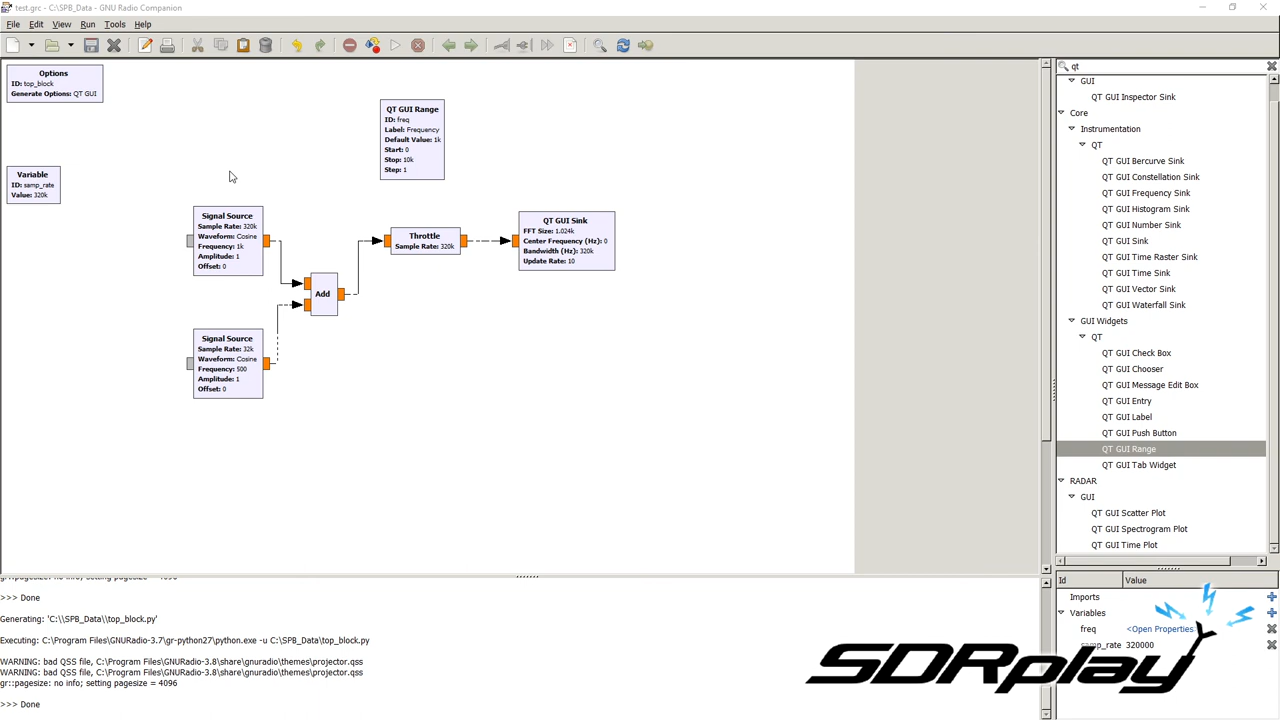 test.grc - C:\SPB_Data - GNU Radio Companion
File Edit View Run Tools Help
Options
ID: top_block
Generate Options: QT GUI
Variable
ID: samp_rate
Value: 320k
QT GUI Range
ID: freq
Label: Frequency
Default Value: 1k
Start: 0
Stop: 10k
Step: 1
Signal Source
Sample Rate: 320k
Waveform: Cosine
Frequency: 1k
Amplitude: 1
Offset: 0
Signal Source
Sample Rate: 32k
Waveform: Cosine
Frequency: 500
Amplitude: 1
Offset: 0
Add
Throttle
Sample Rate: 320k
QT GUI Sink
FFT Size: 1.024k
Center Frequency (Hz): 0
Bandwidth (Hz): 320k
Update Rate: 10
qt
GUI
QT GUI Inspector Sink
Core
Instrumentation
QT
QT GUI Bercurve Sink
QT GUI Constellation Sink
QT GUI Frequency Sink
QT GUI Histogram Sink
QT GUI Number Sink
QT GUI Sink
QT GUI Time Raster Sink
QT GUI Time Sink
QT GUI Vector Sink
QT GUI Waterfall Sink
GUI Widgets
QT
QT GUI Check Box
QT GUI Chooser
QT GUI Message Edit Box
QT GUI Entry
QT GUI Label
QT GUI Push Button
QT GUI Range
QT GUI Tab Widget
RADAR
GUI
QT GUI Scatter Plot
QT GUI Spectrogram Plot
QT GUI Time Plot
gr::pagesize: no info; setting pagesize = 4096
>>> Done
Generating: 'C:\\SPB_Data\\top_block.py'
Executing: C:\Program Files\GNURadio-3.7\gr-python27\python.exe -u C:\SPB_Data\top_block.py
WARNING: bad QSS file, C:\Program Files\GNURadio-3.8\share\gnuradio\themes\projector.qss
WARNING: bad QSS file, C:\Program Files\GNURadio-3.8\share\gnuradio\themes\projector.qss
gr::pagesize: no info; setting pagesize = 4096
>>> Done
Id Value
Imports
Variables
freq <Open Properties
samp_rate 320000
SDRplay